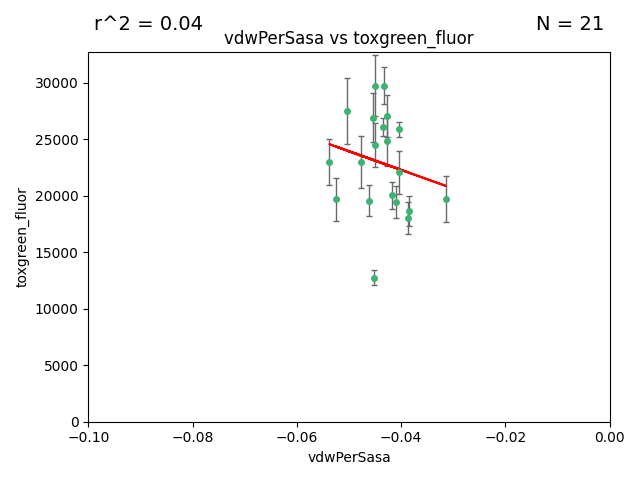 r^2 = 0.04
N = 21
vdwPerSasa vs toxgreen_fluor
30000
25000
20000
15000
10000
5000
0
toxgreen_fluor
−0.10 −0.08 −0.06 −0.04 −0.02 0.00
vdwPerSasa